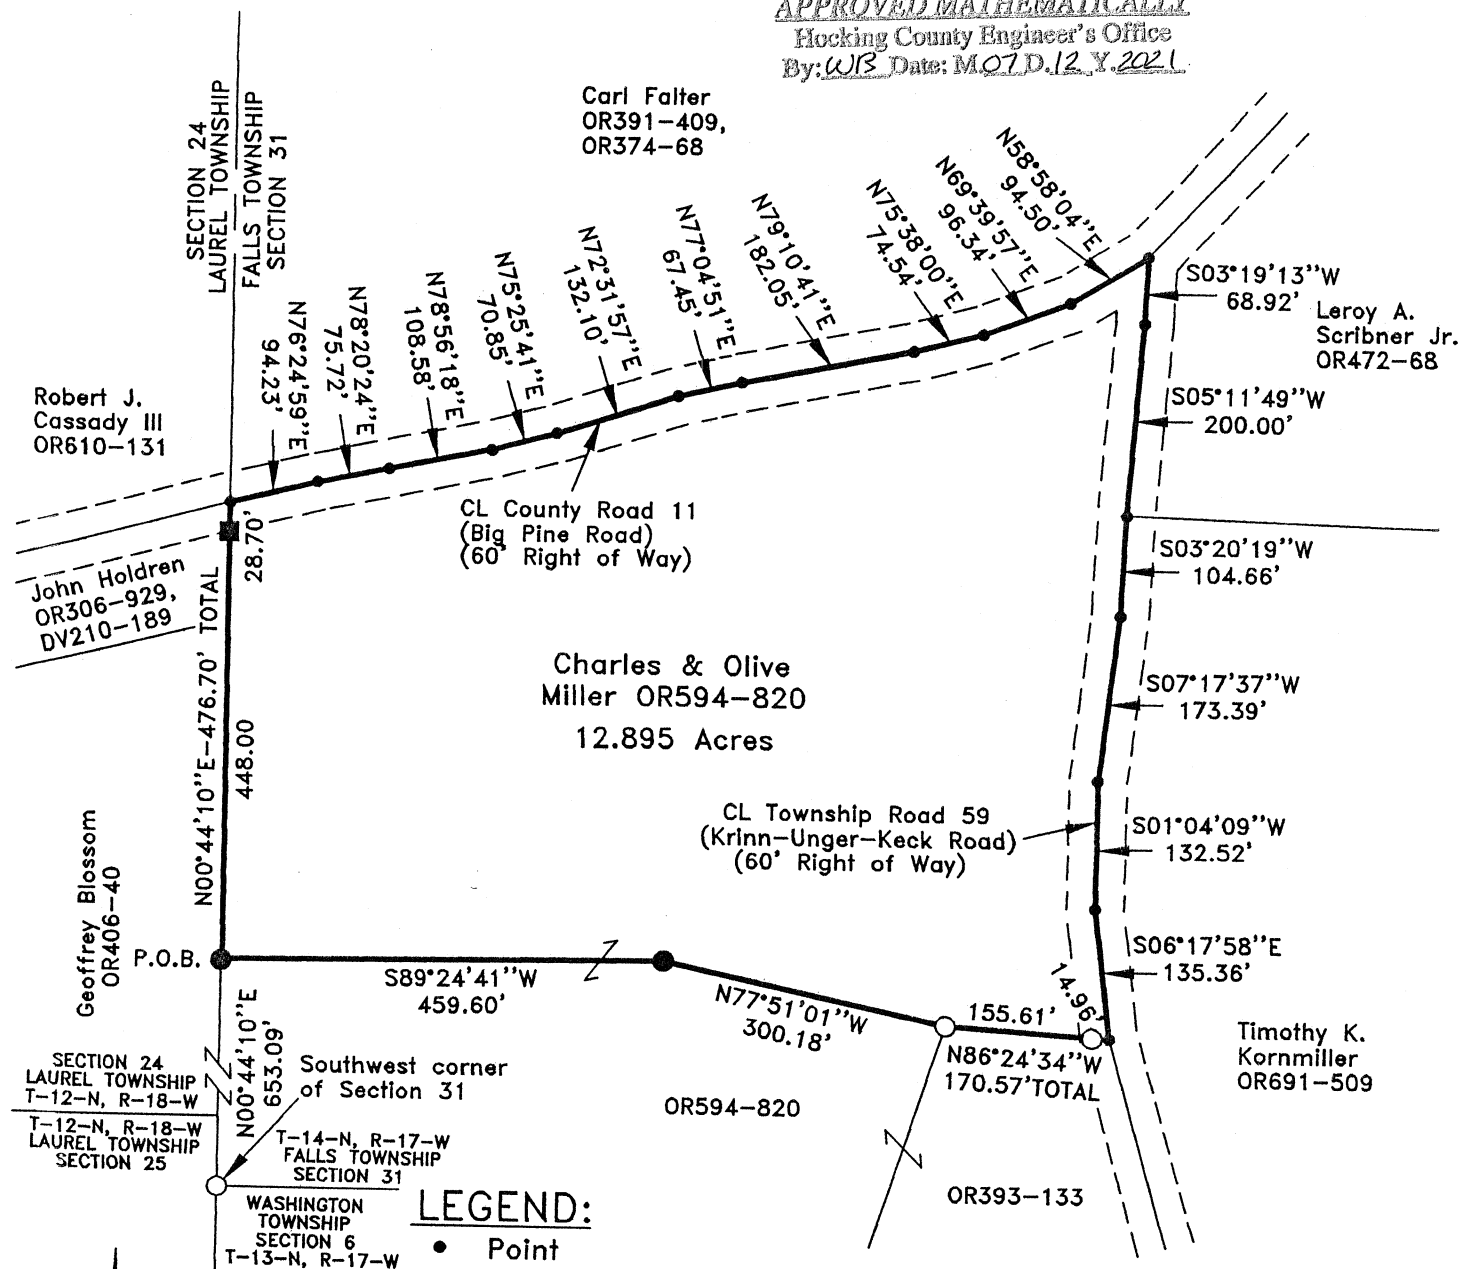 APPROVED MATHEMATICALLY
Hocking County Engineer's Office
By: WB Date: M.07 D.12 Y.2021
SECTION 24
LAUREL TOWNSHIP
FALLS TOWNSHIP
SECTION 31
Carl Falter
OR391-409,
OR374-68
N76°24'59"E
94.23'
N78°20'24"E
75.72'
N78°56'18"E
108.58'
N75°25'41"E
70.85'
N72°31'57"E
132.10'
N77°04'51"E
67.45'
N79°10'41"E
182.05'
N75°38'00"E
74.54'
N69°39'57"E
96.34'
N58°58'04"E
94.50'
S03°19'13"W
68.92'
Leroy A.
Scribner Jr.
OR472-68
S05°11'49"W
200.00'
Robert J.
Cassady III
OR610-131
CL County Road 11
(Big Pine Road)
(60' Right of Way)
28.70'
John Holdren
OR306-929,
DV210-189
N00°44'10"E-476.70' TOTAL
448.00
S03°20'19"W
104.66'
Charles & Olive
Miller OR594-820
12.895 Acres
S07°17'37"W
173.39'
CL Township Road 59
(Krinn-Unger-Keck Road)
(60' Right of Way)
S01°04'09"W
132.52'
Geoffrey Blossom
OR406-40
P.O.B.
S89°24'41"W
459.60'
N77°51'01"W
300.18'
155.61'
14.96'
N86°24'34"W
170.57'TOTAL
S06°17'58"E
135.36'
Timothy K.
Kornmiller
OR691-509
N00°44'10"E
653.09'
Southwest corner
of Section 31
SECTION 24
LAUREL TOWNSHIP
T-12-N, R-18-W
T-12-N, R-18-W
LAUREL TOWNSHIP
SECTION 25
T-14-N, R-17-W
FALLS TOWNSHIP
SECTION 31
WASHINGTON
TOWNSHIP
SECTION 6
T-13-N, R-17-W
OR594-820
OR393-133
LEGEND:
Point